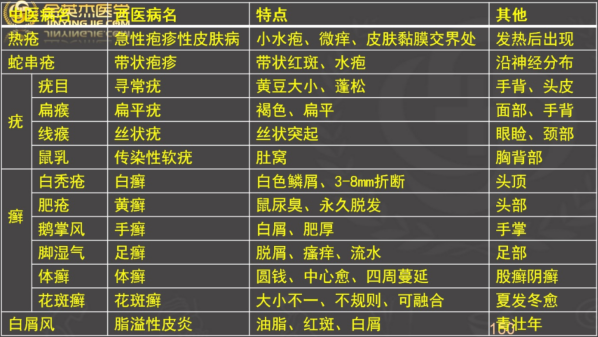 中医病名 西医病名 特点 其他
金英杰医学
JINYINGJIE.COM
热疮 急性疱疹性皮肤病 小水疱、微痒、皮肤黏膜交界处 发热后出现
蛇串疮 带状疱疹 带状红斑、水疱 沿神经分布
疣 疣目 寻常疣 黄豆大小、蓬松 手背、头皮
扁瘊 扁平疣 褐色、扁平 面部、手背
线瘊 丝状疣 丝状突起 眼睑、颈部
鼠乳 传染性软疣 肚窝 胸背部
癣 白秃疮 白癣 白色鳞屑、3-8mm折断 头顶
肥疮 黄癣 鼠尿臭、永久脱发 头部
鹅掌风 手癣 白屑、肥厚 手掌
脚湿气 足癣 脱屑、瘙痒、流水 足部
体癣 体癣 圆钱、中心愈、四周蔓延 股癣阴癣
花斑癣 花斑癣 大小不一、不规则、可融合 夏发冬愈
白屑风 脂溢性皮炎 油脂、红斑、白屑 青壮年
160